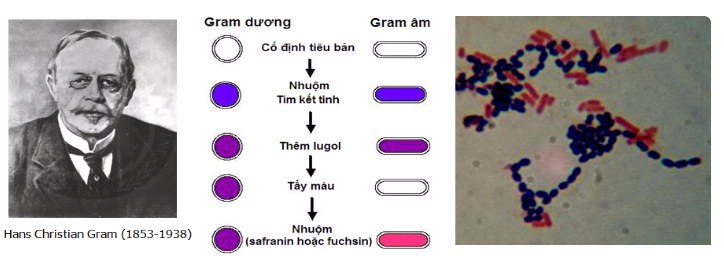 Gram dương
Gram âm
Cố định tiêu bản
Nhuộm
Tím kết tinh
Thêm lugol
Tẩy màu
Nhuộm
(safranin hoặc fuchsin)
Hans Christian Gram (1853-1938)